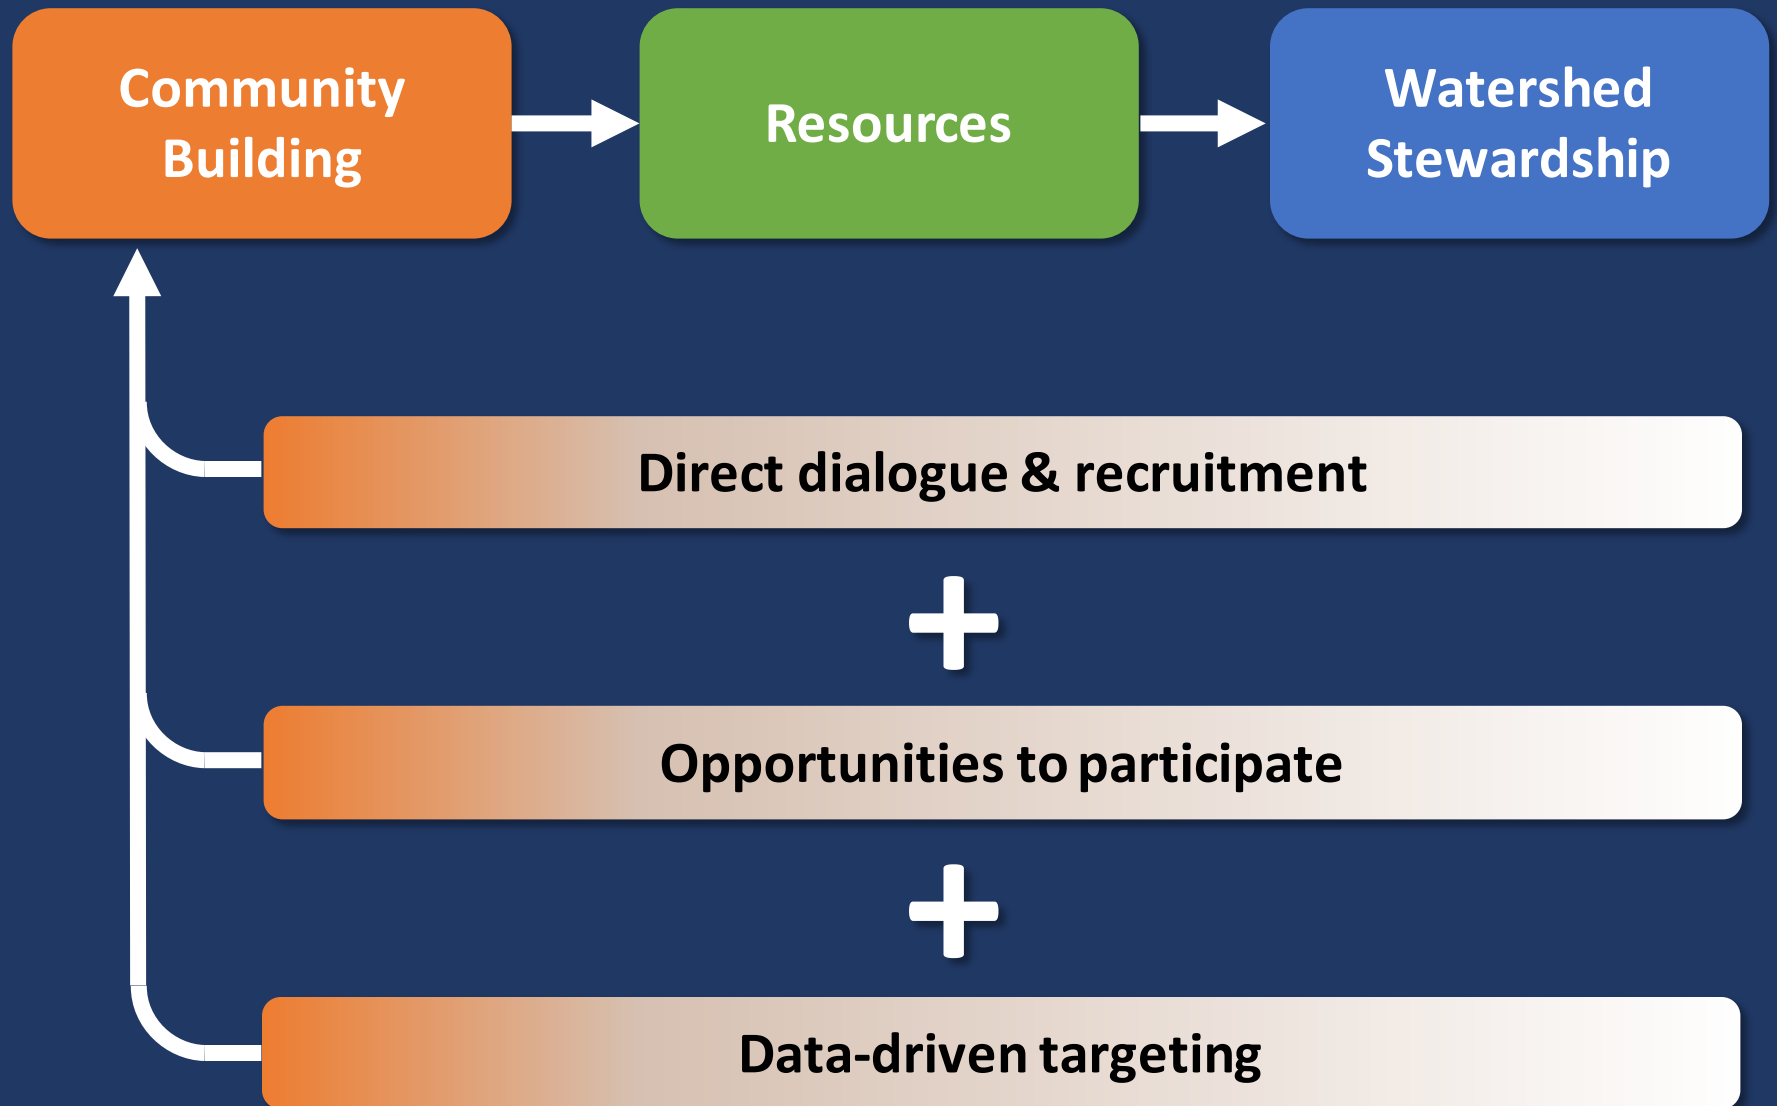 Community
Building
Resources
Watershed
Stewardship
Direct dialogue & recruitment
+
Opportunities to participate
+
Data-driven targeting